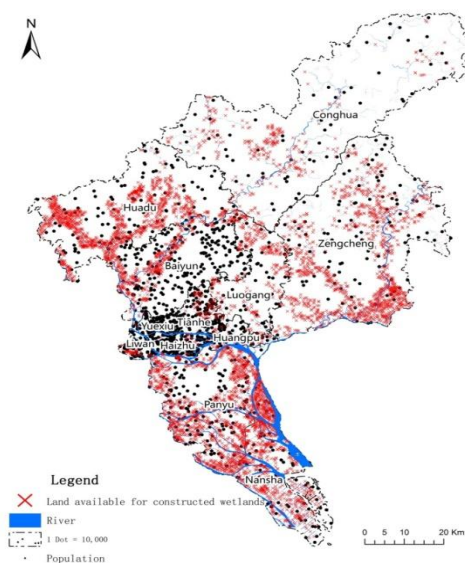 N
Conghua
Huadu
Zengcheng
Baiyun
Luogang
Yuexiu Tianhe
Liwan Haizhu Huangpu
Panyu
Nansha
Legend
Land available for constructed wetlands
River
1 Dot = 10,000
Population
0 5 10 20 Km